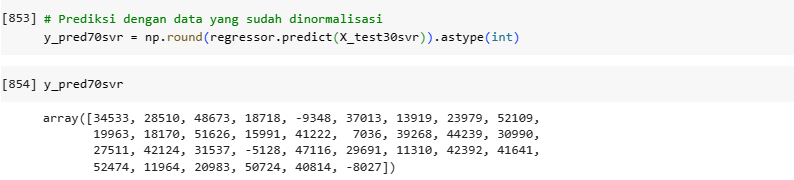 [853] # Prediksi dengan data yang sudah dinormalisasi
y_pred70svr = np.round(regressor.predict(X_test30svr)).astype(int)
[854] y_pred70svr
array([34533, 28510, 48673, 18718, -9348, 37013, 13919, 23979, 52109,
19963, 18170, 51626, 15991, 41222,  7036, 39268, 44239, 30990,
27511, 42124, 31537, -5128, 47116, 29691, 11310, 42392, 41641,
52474, 11964, 20983, 50724, 40814, -8027])